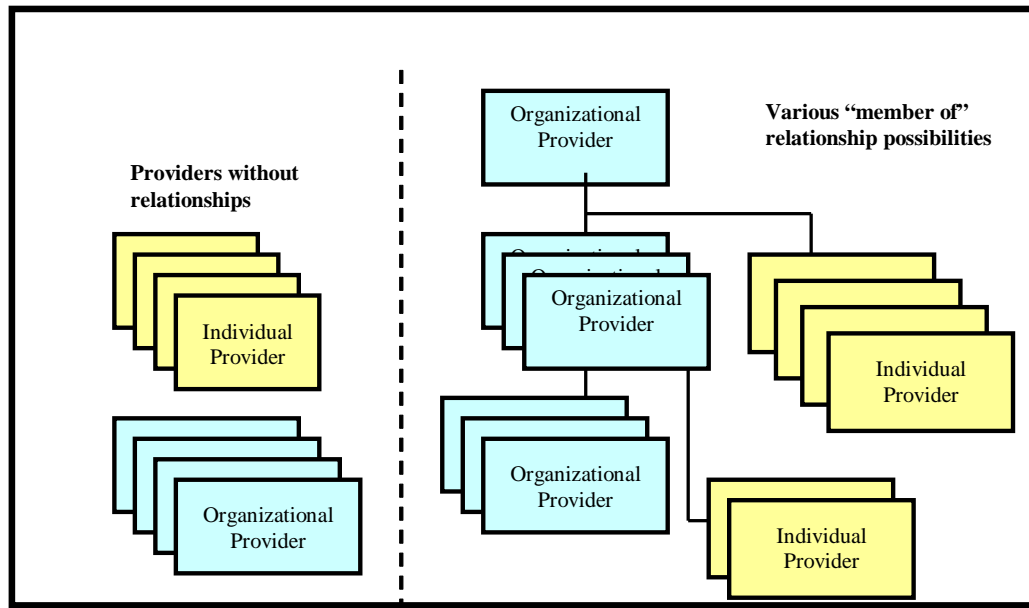 Providers without
relationships
Individual
Provider
Organizational
Provider
Organizational
Provider
Various “member of”
relationship possibilities
Organizational
Provider
Organizational
Provider
Individual
Provider
Individual
Provider